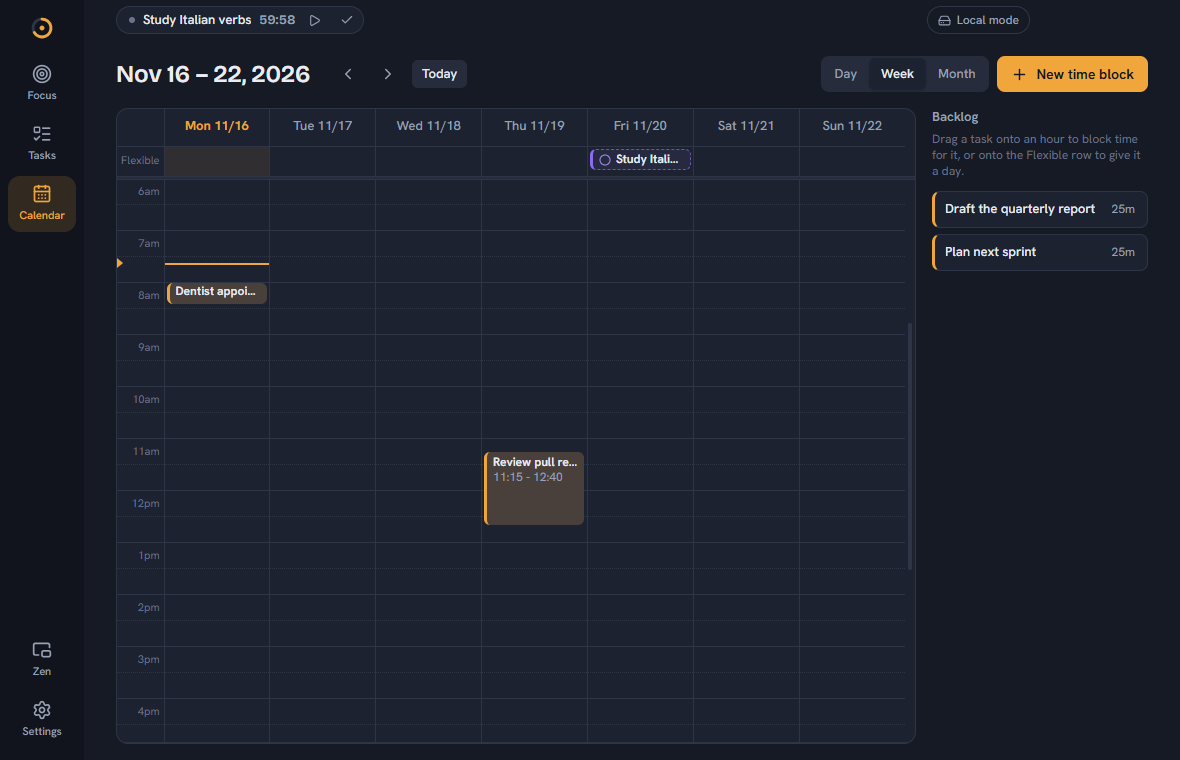 Study Italian verbs 59:58
Local mode
Focus
Tasks
Calendar
Zen
Settings
Nov 16 – 22, 2026
Today
Day Week Month
New time block
Mon 11/16 Tue 11/17 Wed 11/18 Thu 11/19 Fri 11/20 Sat 11/21 Sun 11/22
Flexible
Study Itali...
6am
7am
8am
Dentist appoi...
9am
10am
11am
Review pull re...
11:15 - 12:40
12pm
1pm
2pm
3pm
4pm
Backlog
Drag a task onto an hour to block time
for it, or onto the Flexible row to give it
a day.
Draft the quarterly report 25m
Plan next sprint 25m